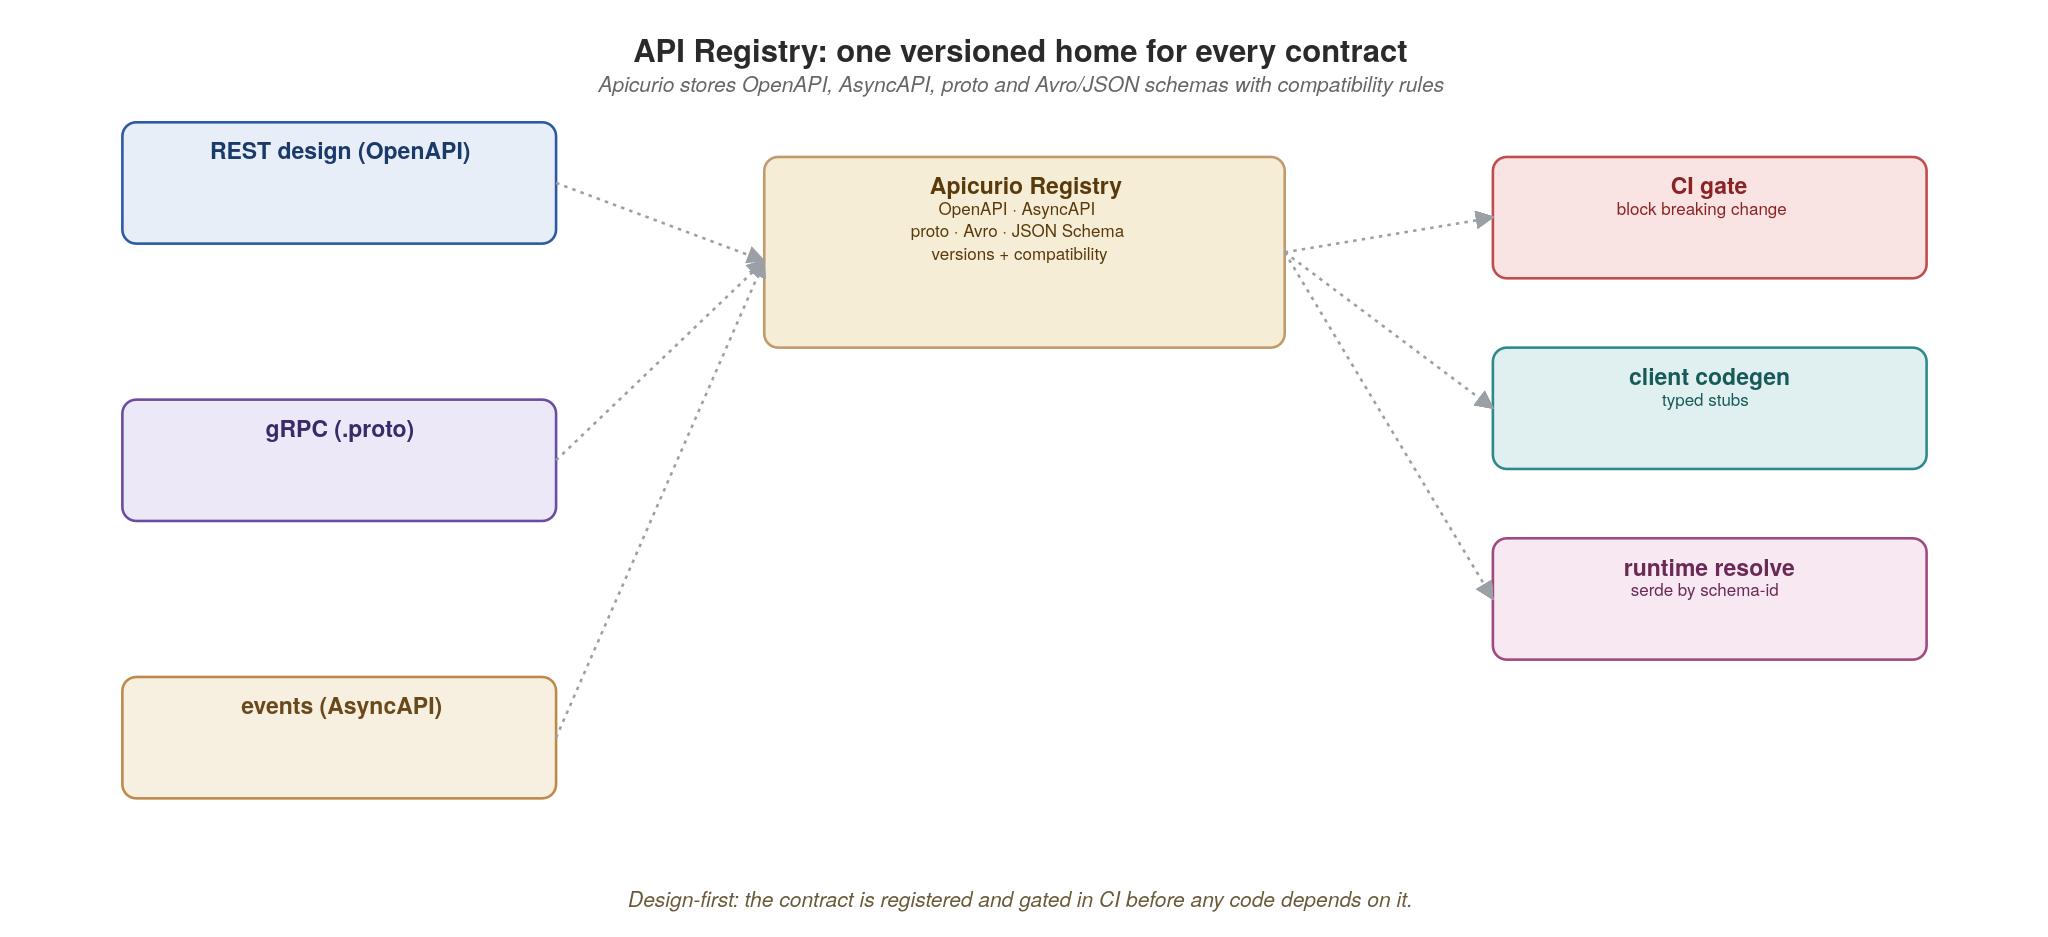 API Registry: one versioned home for every contract
Apicurio stores OpenAPI, AsyncAPI, proto and Avro/JSON schemas with compatibility rules
REST design (OpenAPI)
gRPC (.proto)
events (AsyncAPI)
Apicurio Registry
OpenAPI · AsyncAPI
proto · Avro · JSON Schema
versions + compatibility
CI gate
block breaking change
client codegen
typed stubs
runtime resolve
serde by schema-id
Design-first: the contract is registered and gated in CI before any code depends on it.